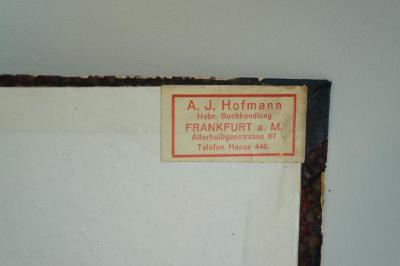 A. J. Hofmann
Hebr. Buchhandlung
FRANKFURT a. M.
Allerheiligenstrasse 87
Telefon Hansa 446.